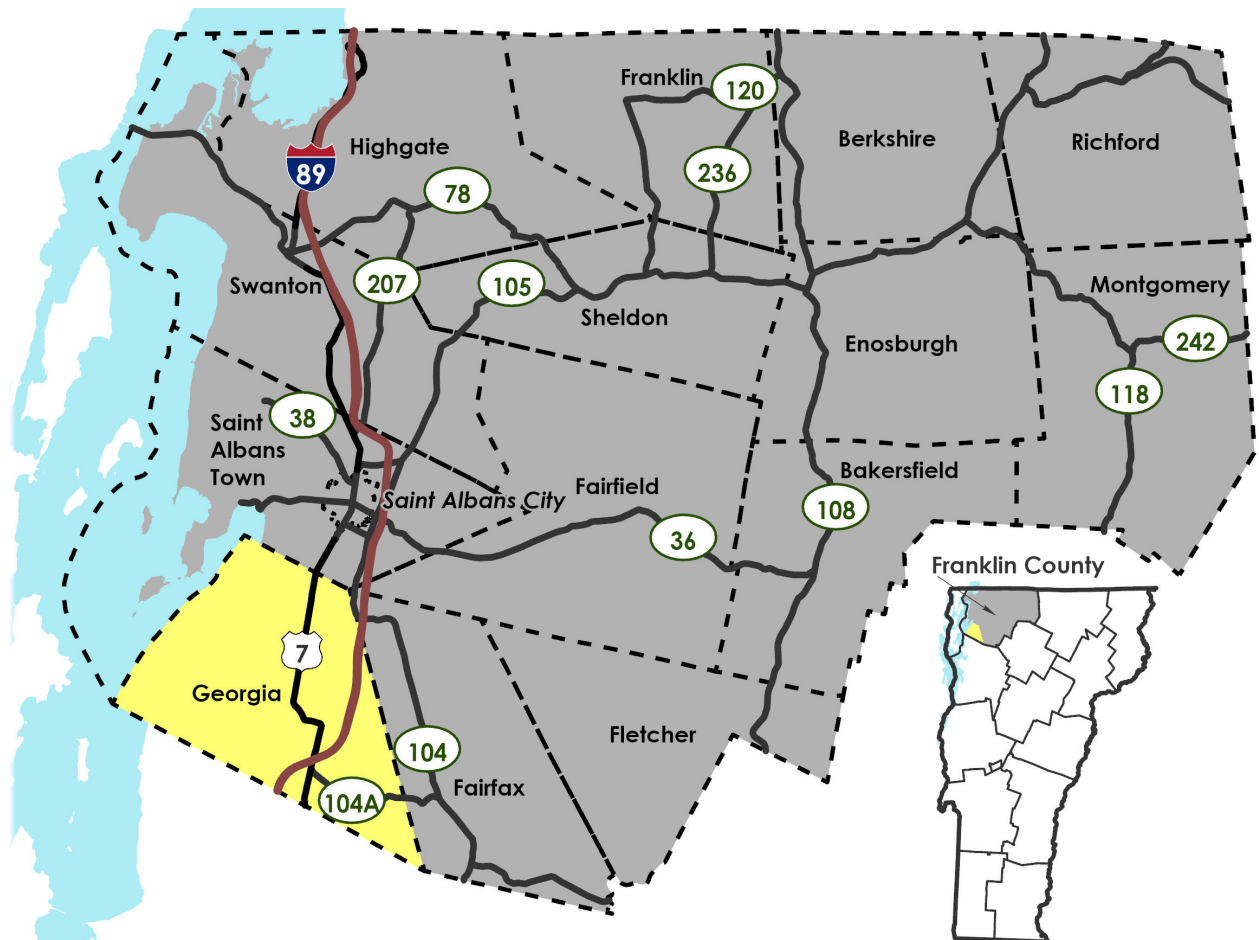 Franklin
120
Berkshire
Richford
Highgate
89
236
78
Swanton
207
105
Sheldon
Montgomery
Enosburgh
242
118
38
Saint
Albans
Town
Saint Albans City
Fairfield
Bakersfield
108
36
Franklin County
7
Georgia
104
Fletcher
104A
Fairfax